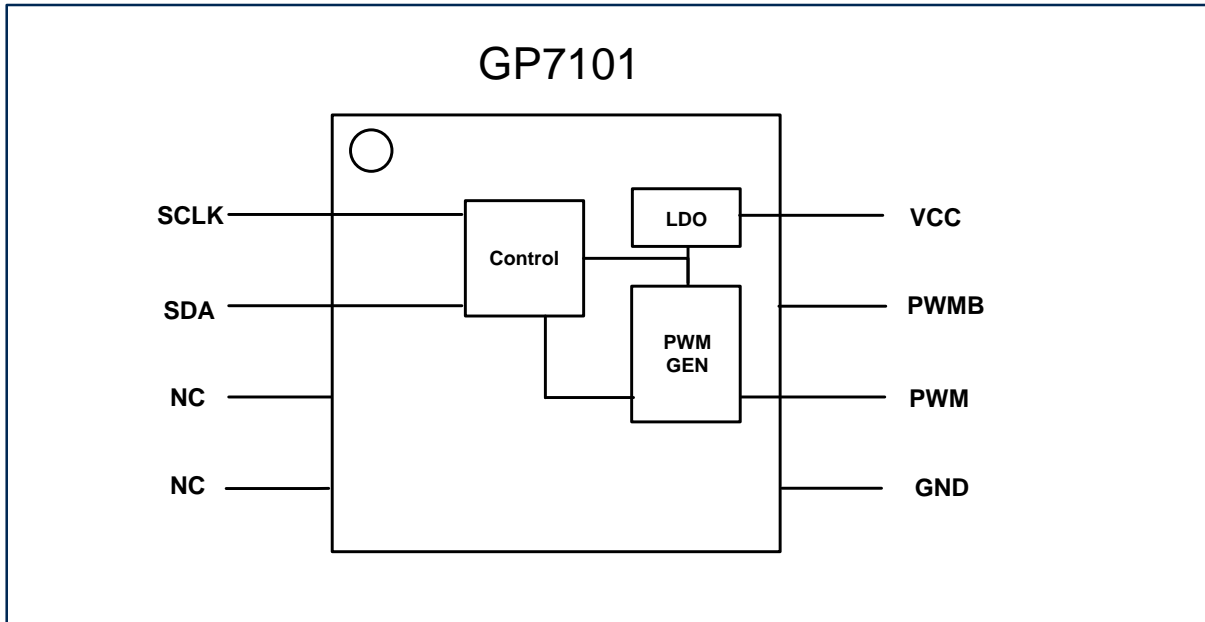 GP7101
SCLK
LDO
VCC
Control
SDA
PWMB
PWM
GEN
NC
PWM
NC
GND